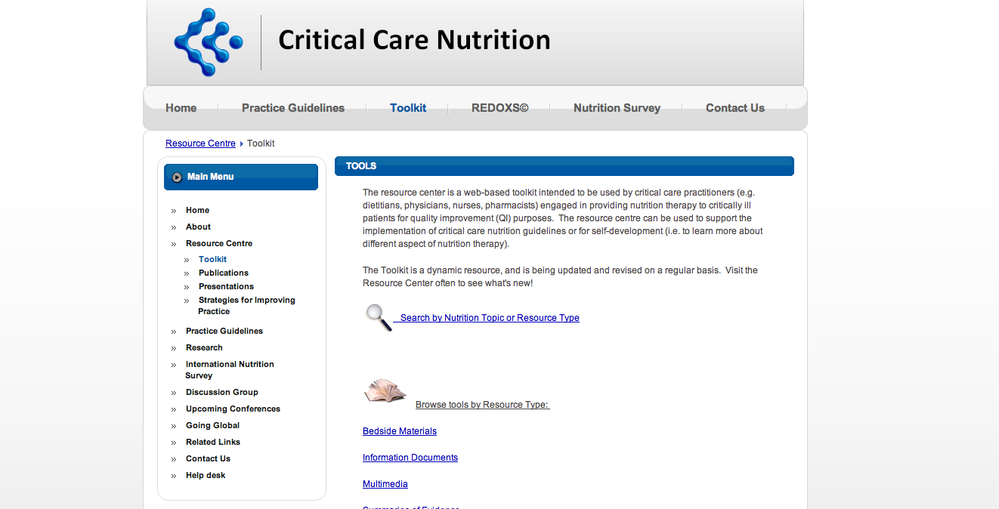 Critical Care Nutrition
Home
Practice Guidelines
Toolkit
REDOXS©
Nutrition Survey
Contact Us
Resource Centre
Toolkit
Main Menu
Home
About
Resource Centre
Toolkit
Publications
Presentations
Strategies for Improving
Practice
Practice Guidelines
Research
International Nutrition
Survey
Discussion Group
Upcoming Conferences
Going Global
Related Links
Contact Us
Help desk
TOOLS
The resource center is a web-based toolkit intended to be used by critical care practitioners (e.g.
dietitians, physicians, nurses, pharmacists) engaged in providing nutrition therapy to critically ill
patients for quality improvement (QI) purposes. The resource centre can be used to support the
implementation of critical care nutrition guidelines or for self-development (i.e. to learn more about
different aspect of nutrition therapy).
The Toolkit is a dynamic resource, and is being updated and revised on a regular basis. Visit the
Resource Center often to see what's new!
Search by Nutrition Topic or Resource Type
Browse tools by Resource Type:
Bedside Materials
Information Documents
Multimedia